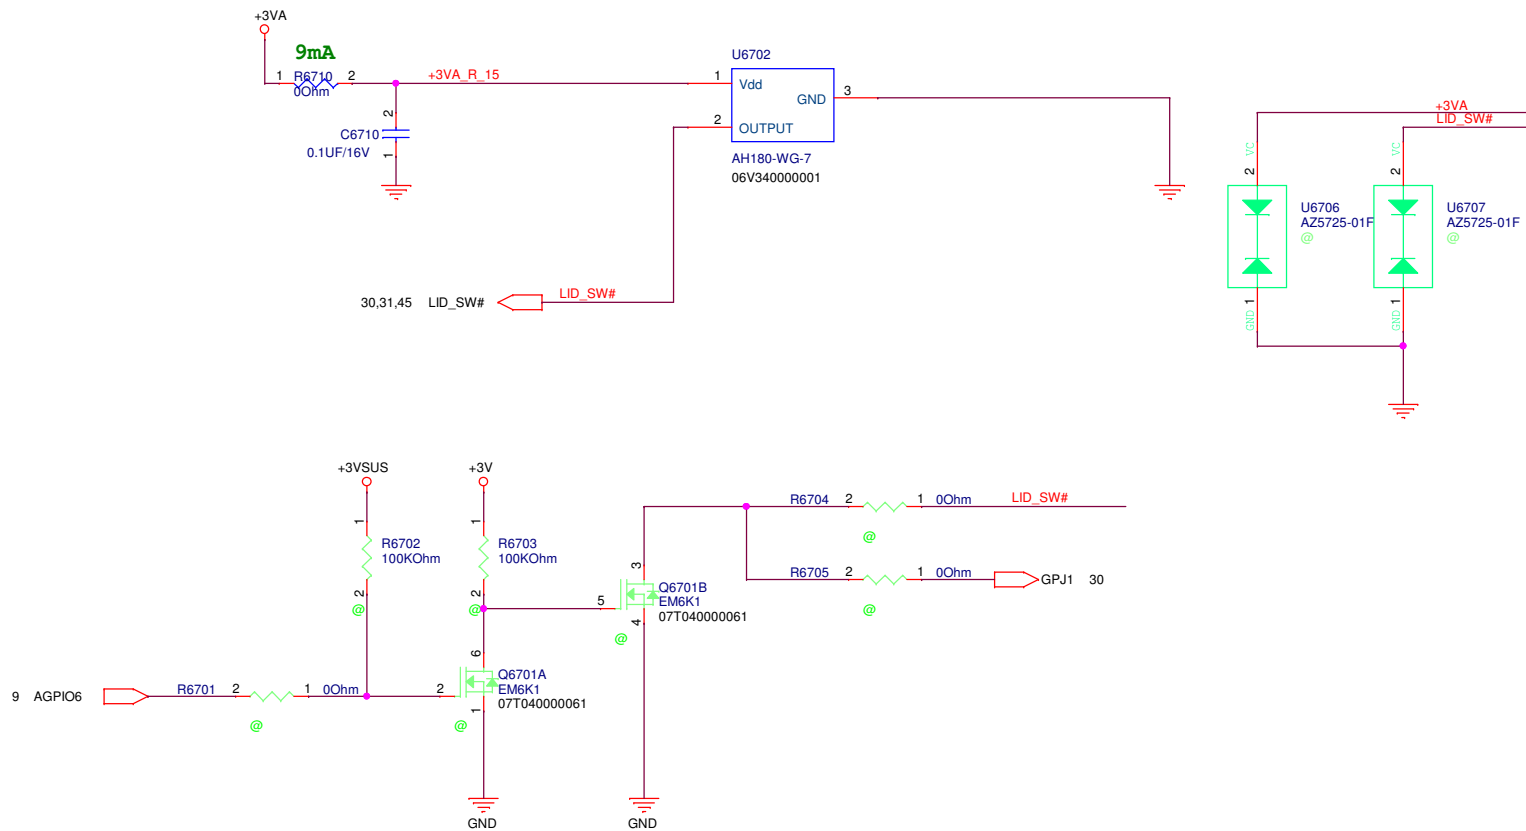 +3VA
9mA
1 R6710 2
0Ohm
+3VA_R_15
2
C6710
0.1UF/16V
1
U6702
1 Vdd
GND 3
2 OUTPUT
AH180-WG-7
06V340000001
30,31,45 LID_SW#
LID_SW#
+3VA
LID_SW#
VC
2
U6706
AZ5725-01F
@
GND 1
2
VC
U6707
AZ5725-01F
@
GND 1
+3VSUS
1
R6702
100KOhm
2
@
+3V
1
R6703
100KOhm
2
@
9 AGPIO6
R6701 2 1 0Ohm
@
2
6
Q6701A
EM6K1
07T040000061
1
@
GND
5
3
Q6701B
EM6K1
07T040000061
4
@
GND
R6704 2 1 0Ohm LID_SW#
@
R6705 2 1 0Ohm GPJ1 30
@